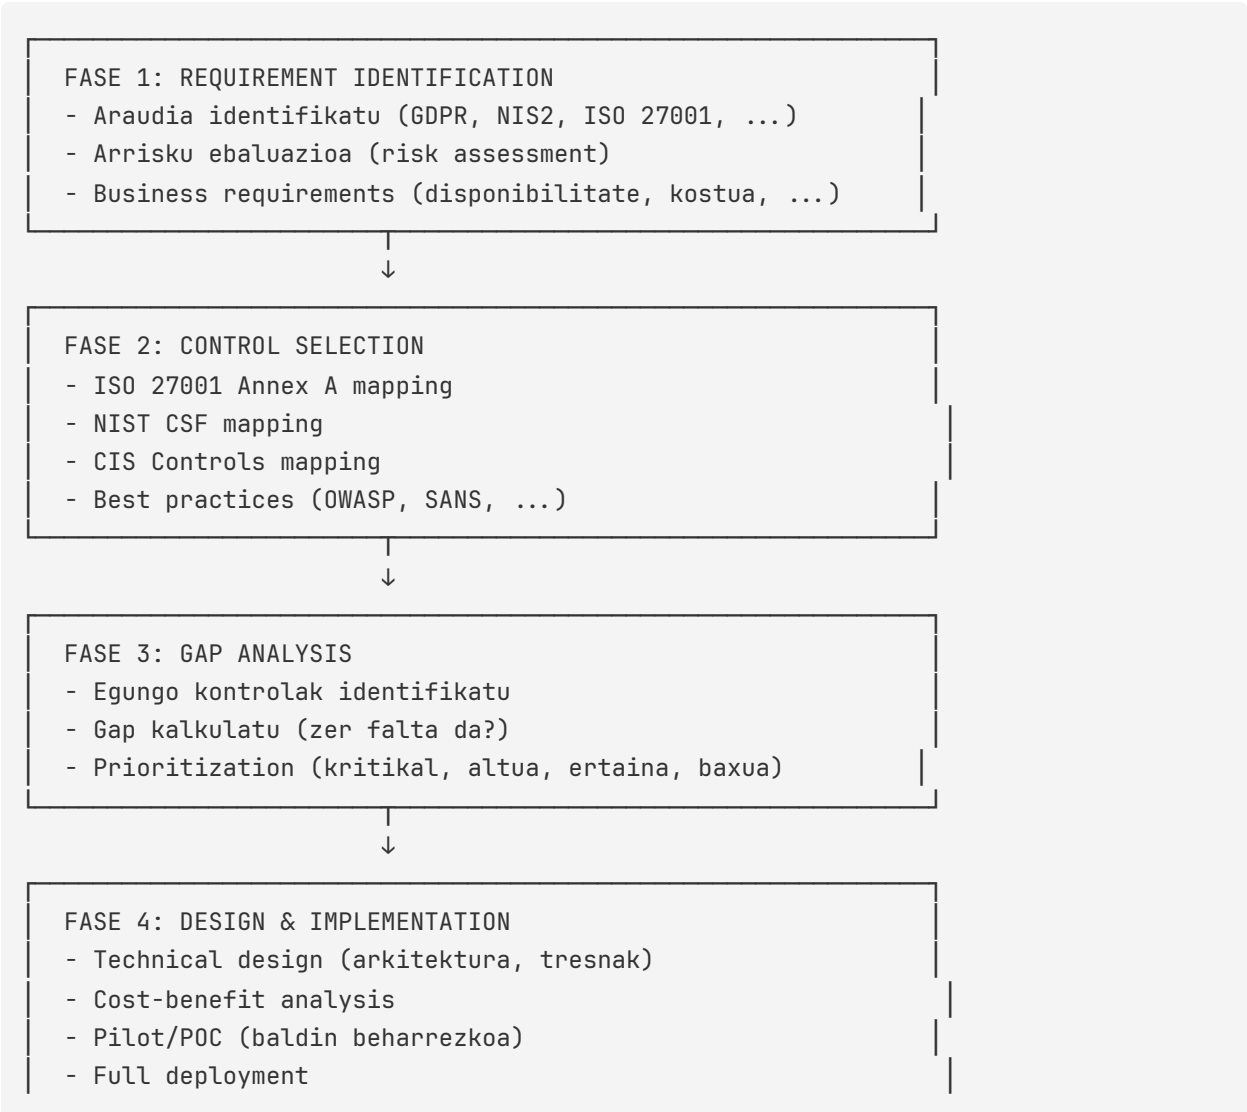 FASE 1: REQUIREMENT IDENTIFICATION
- Araudia identifikatu (GDPR, NIS2, ISO 27001, ...)
- Arrisku ebaluazioa (risk assessment)
- Business requirements (disponibilitate, kostua, ...)
↓
FASE 2: CONTROL SELECTION
- ISO 27001 Annex A mapping
- NIST CSF mapping
- CIS Controls mapping
- Best practices (OWASP, SANS, ...)
↓
FASE 3: GAP ANALYSIS
- Egungo kontrolak identifikatu
- Gap kalkulatu (zer falta da?)
- Prioritization (kritikal, altua, ertaina, baxua)
↓
FASE 4: DESIGN & IMPLEMENTATION
- Technical design (arkitektura, tresnak)
- Cost-benefit analysis
- Pilot/POC (baldin beharrezkoa)
- Full deployment